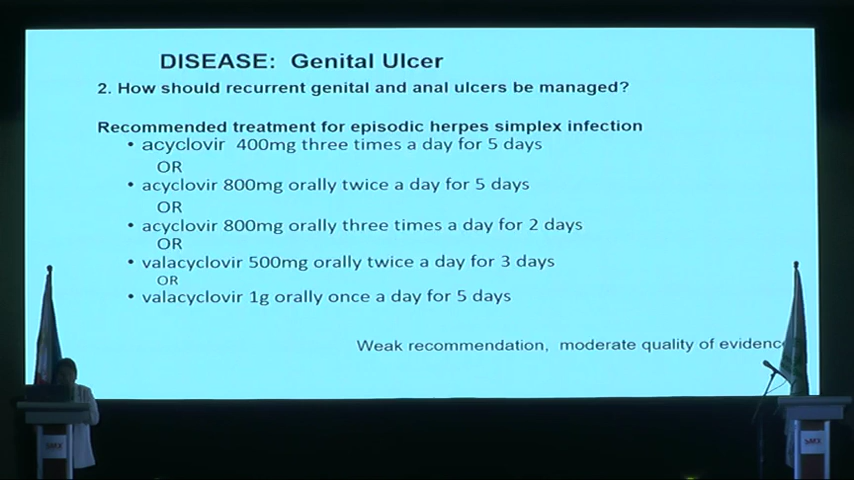 DISEASE: Genital Ulcer
2. How should recurrent genital and anal ulcers be managed?
Recommended treatment for episodic herpes simplex infection
• acyclovir 400mg three times a day for 5 days
OR
• acyclovir 800mg orally twice a day for 5 days
OR
• acyclovir 800mg orally three times a day for 2 days
OR
• valacyclovir 500mg orally twice a day for 3 days
OR
• valacyclovir 1g orally once a day for 5 days
Weak recommendation, moderate quality of evidence
SMX
SMX